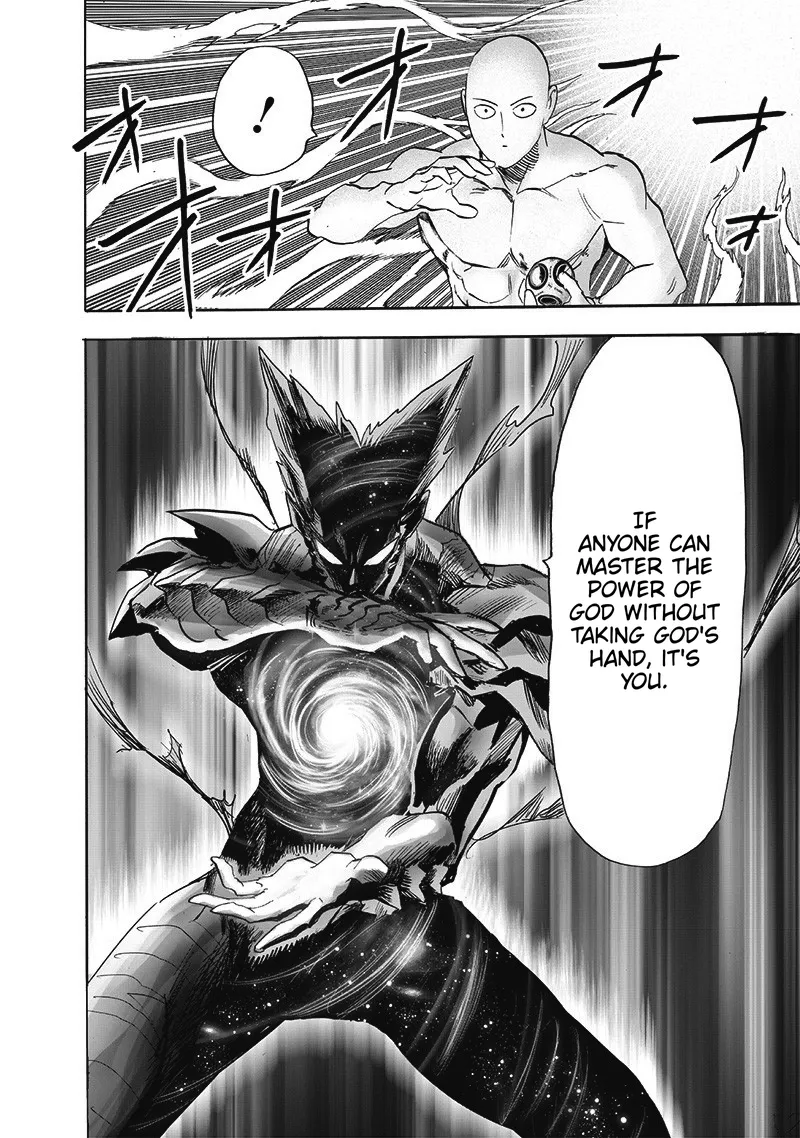 !
オ
オ
オ
オ
オ
オ
オ
IF
ANYONE CAN
MASTER THE
POWER OF
GOD WITHOUT
TAKING GOD'S
HAND, IT'S
YOU.